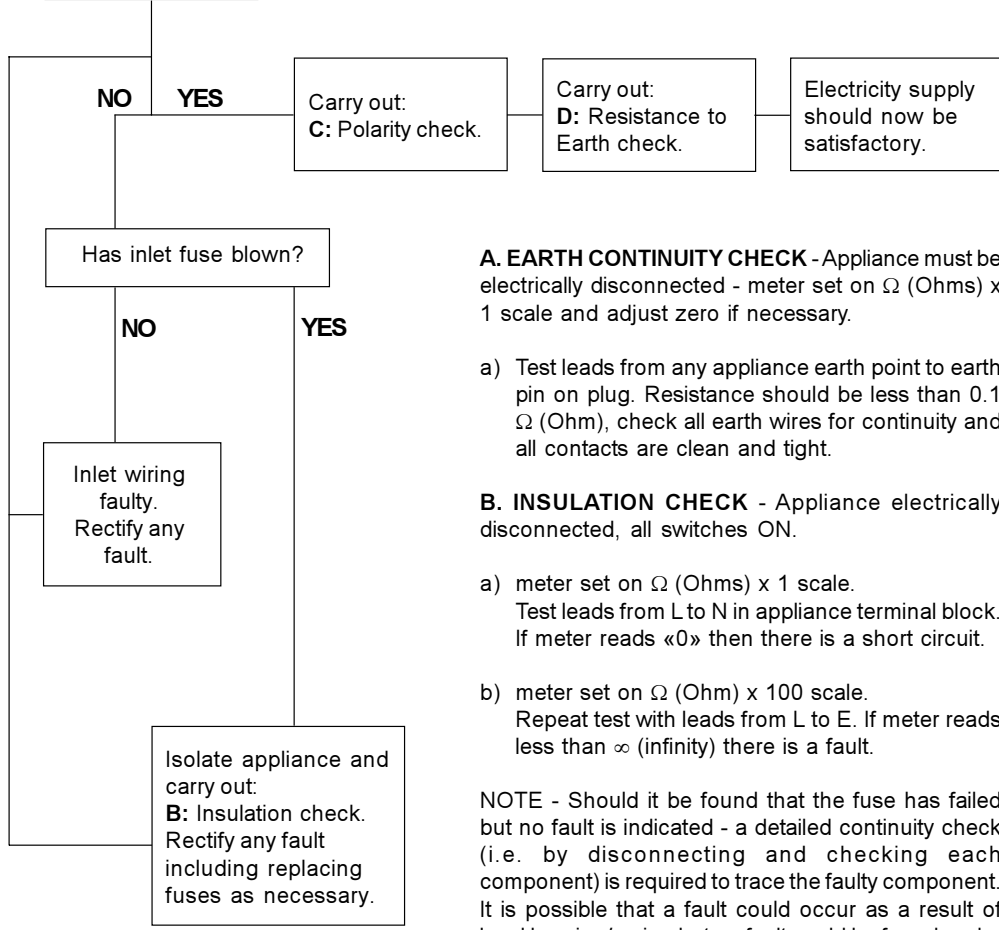 NO YES
Carry out:
C: Polarity check.
Carry out:
D: Resistance to
Earth check.
Electricity supply
should now be
satisfactory.
Has inlet fuse blown?
NO
YES
Inlet wiring
faulty.
Rectify any
fault.
Isolate appliance and
carry out:
B: Insulation check.
Rectify any fault
including replacing
fuses as necessary.
A. EARTH CONTINUITY CHECK - Appliance must be
electrically disconnected - meter set on Ω (Ohms) x
1 scale and adjust zero if necessary.
a) Test leads from any appliance earth point to earth
pin on plug. Resistance should be less than 0.1
Ω (Ohm), check all earth wires for continuity and
all contacts are clean and tight.
B. INSULATION CHECK - Appliance electrically
disconnected, all switches ON.
a) meter set on Ω (Ohms) x 1 scale.
Test leads from L to N in appliance terminal block.
If meter reads «0» then there is a short circuit.
b) meter set on Ω (Ohm) x 100 scale.
Repeat test with leads from L to E. If meter reads
less than ∞ (infinity) there is a fault.
NOTE - Should it be found that the fuse has failed
but no fault is indicated - a detailed continuity check
(i.e. by disconnecting and checking each
component) is required to trace the faulty component.
It is possible that a fault could occur as a result of